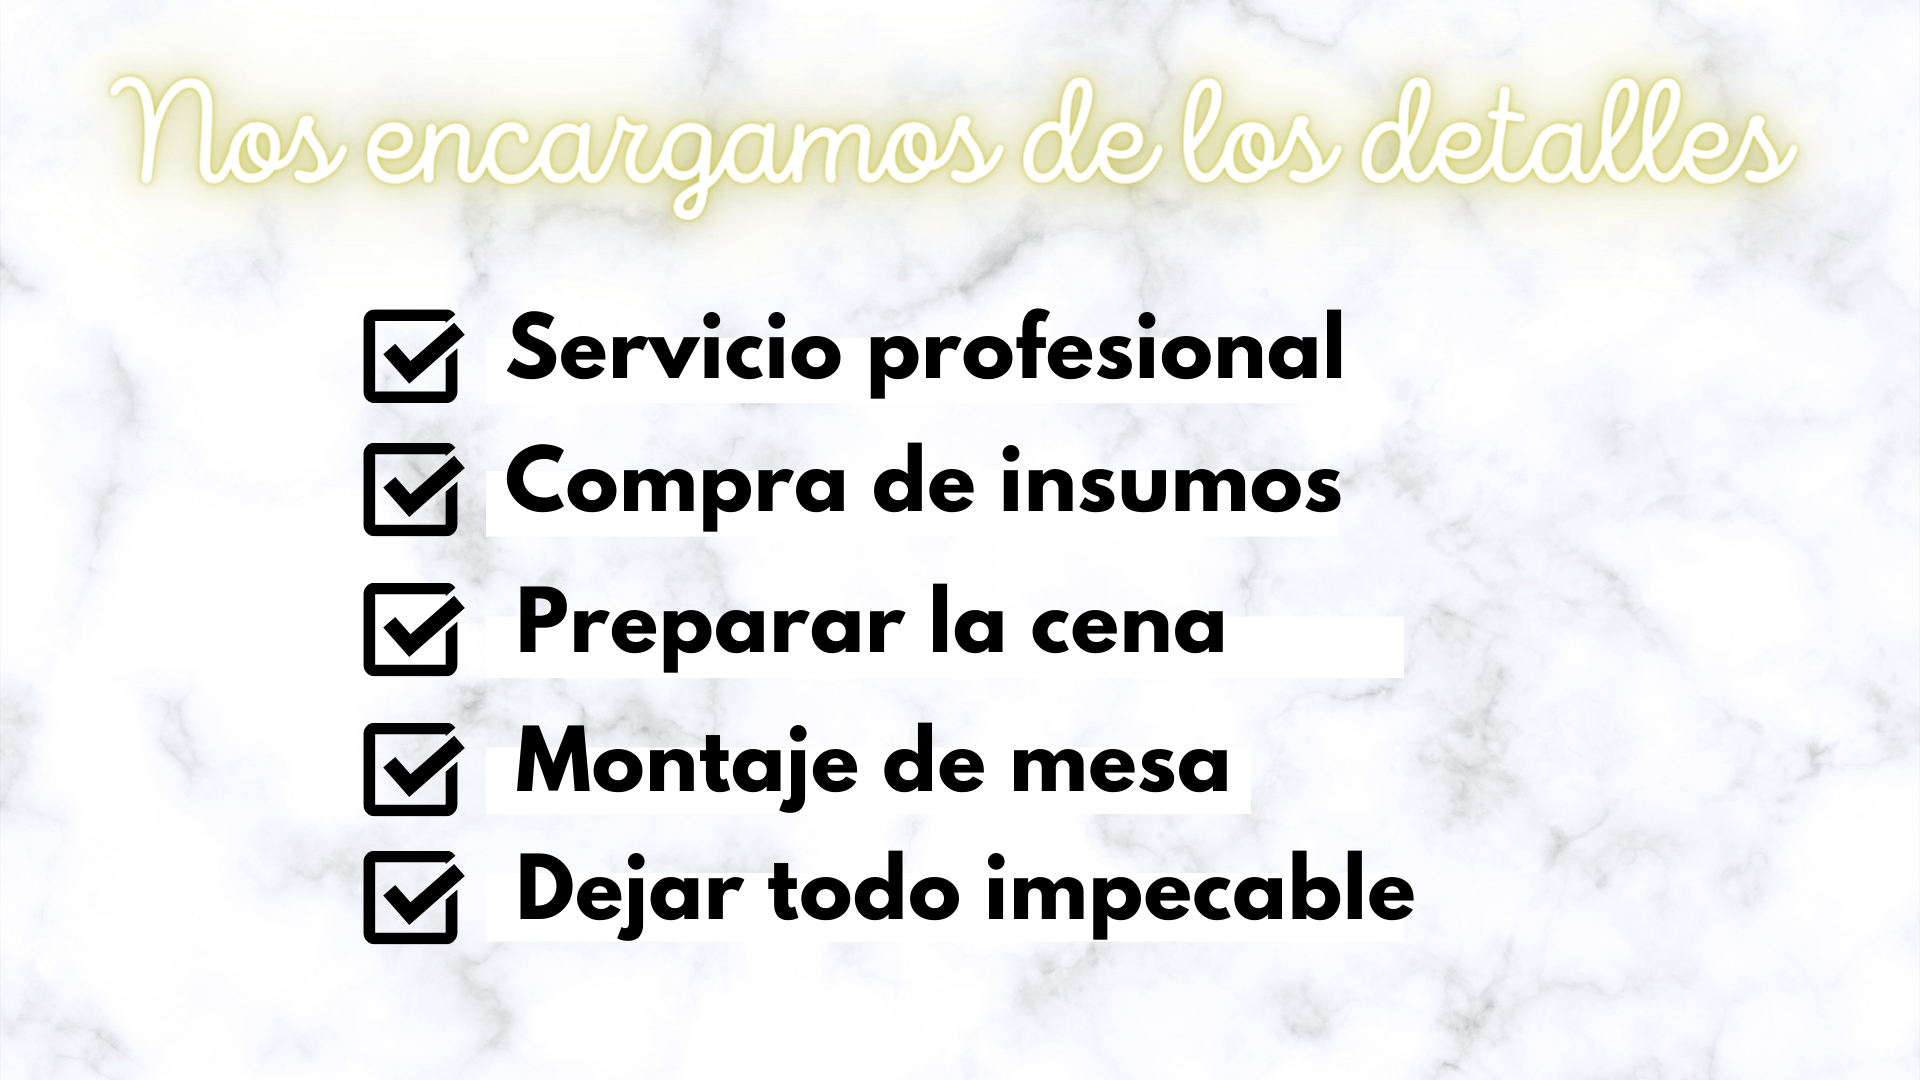 Nos encargamos de los detalles
Servicio profesional
Compra de insumos
Preparar la cena
Montaje de mesa
Dejar todo impecable